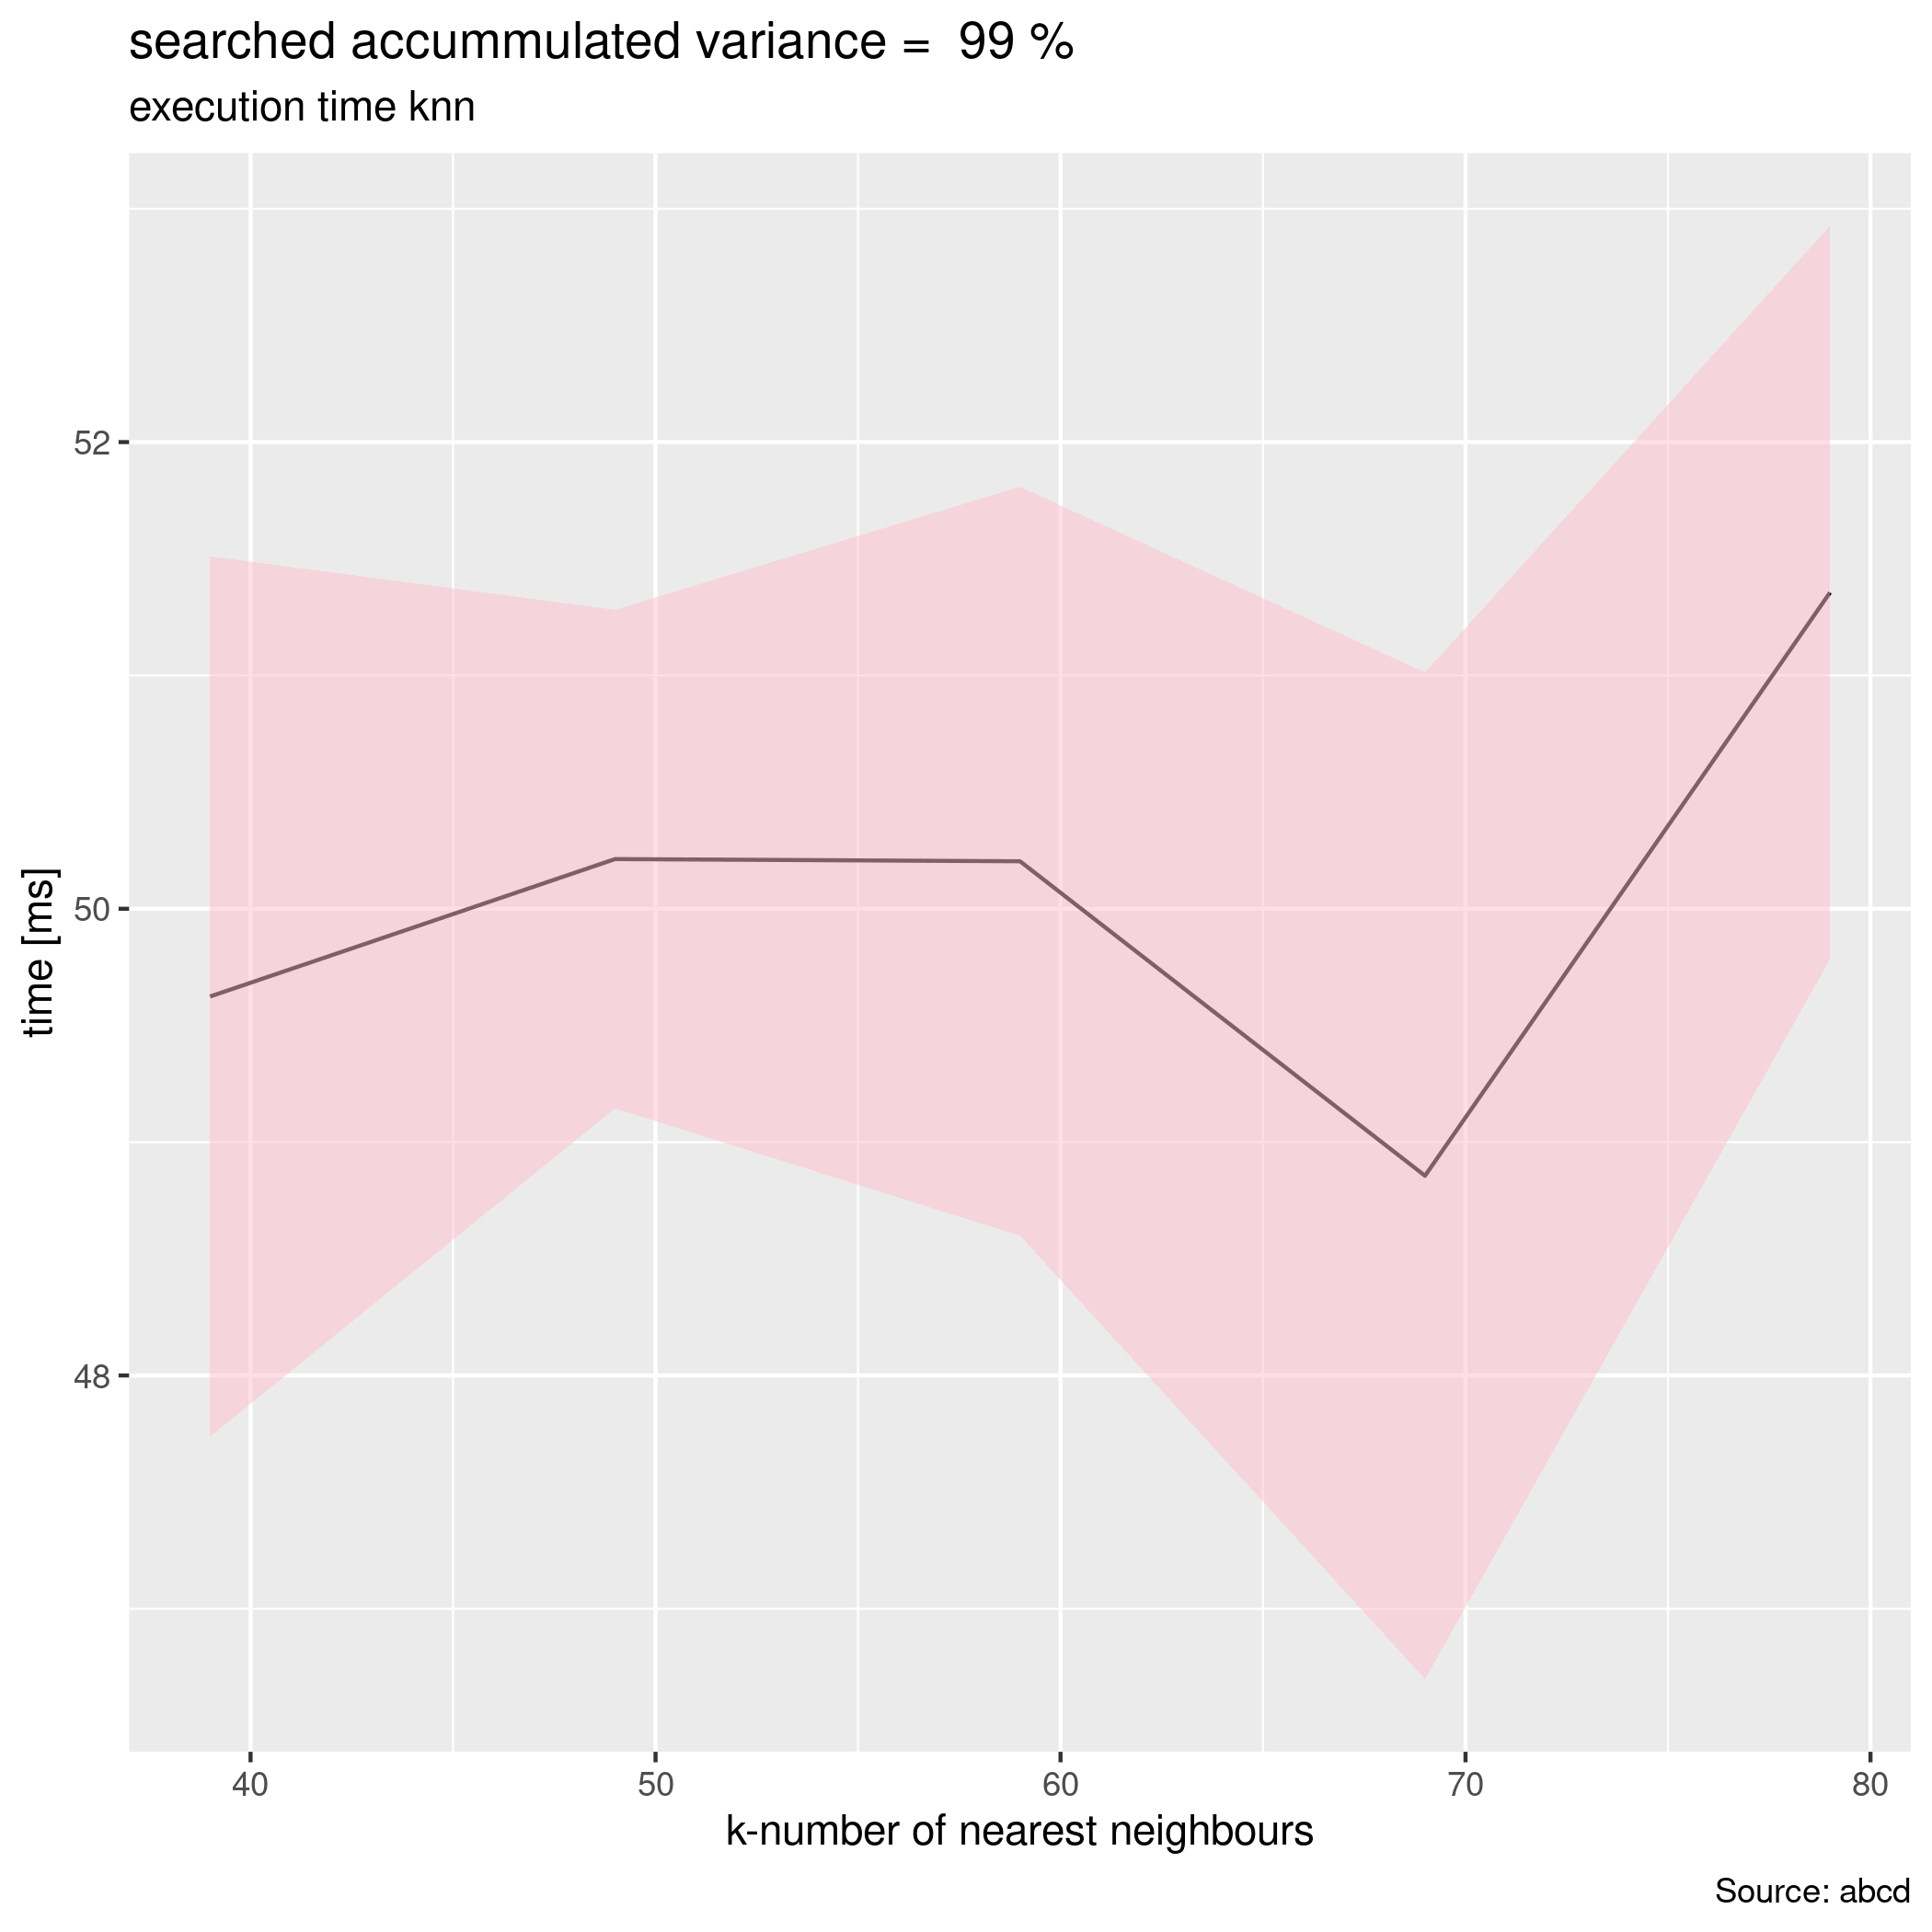 searched accummulated variance =  99 %
execution time knn
52
50
48
time [ms]
40 50 60 70 80
k-number of nearest neighbours
Source: abcd